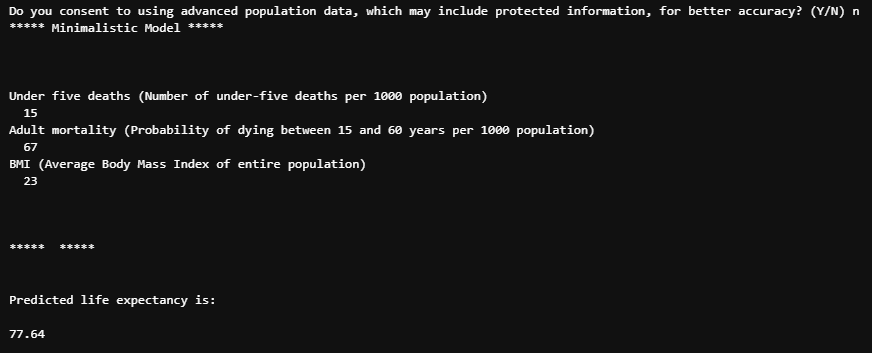 Do you consent to using advanced population data, which may include protected information, for better accuracy? (Y/N) n
***** Minimalistic Model *****
Under five deaths (Number of under-five deaths per 1000 population)
15
Adult mortality (Probability of dying between 15 and 60 years per 1000 population)
67
BMI (Average Body Mass Index of entire population)
23
*****  *****
Predicted life expectancy is:
77.64